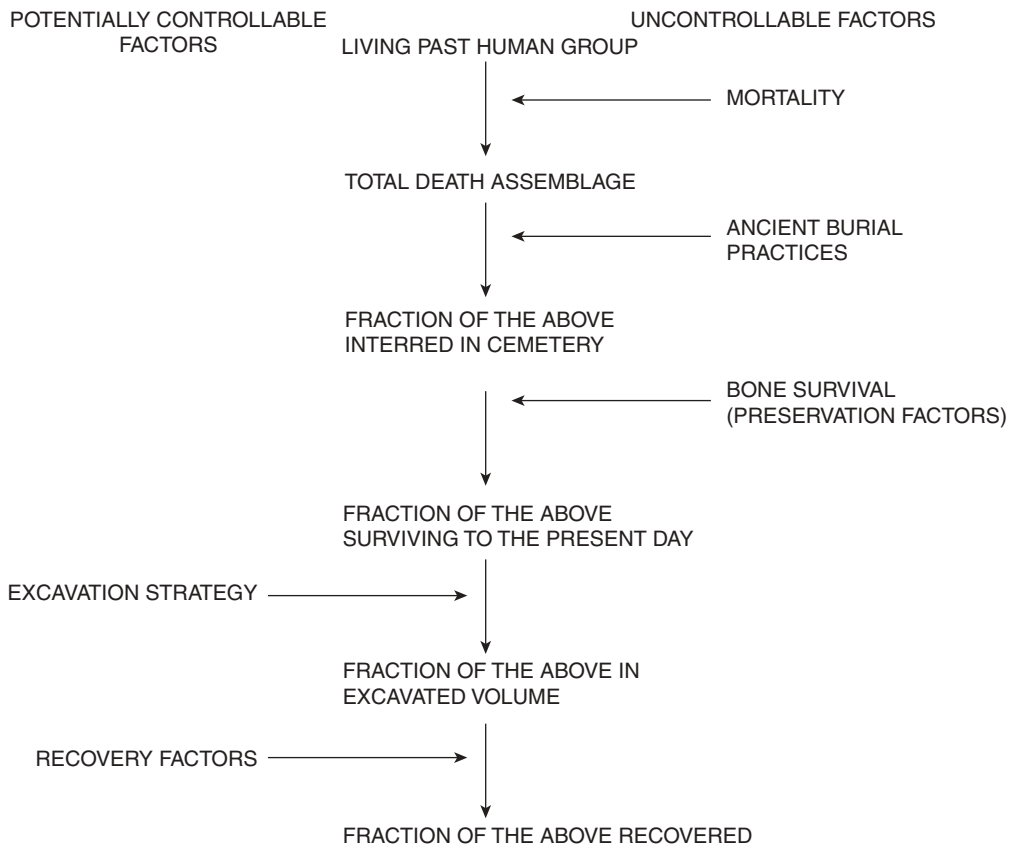 POTENTIALLY CONTROLLABLE
FACTORS
UNCONTROLLABLE FACTORS
LIVING PAST HUMAN GROUP
MORTALITY
TOTAL DEATH ASSEMBLAGE
ANCIENT BURIAL
PRACTICES
FRACTION OF THE ABOVE
INTERRED IN CEMETERY
BONE SURVIVAL
(PRESERVATION FACTORS)
FRACTION OF THE ABOVE
SURVIVING TO THE PRESENT DAY
EXCAVATION STRATEGY
FRACTION OF THE ABOVE IN
EXCAVATED VOLUME
RECOVERY FACTORS
FRACTION OF THE ABOVE RECOVERED